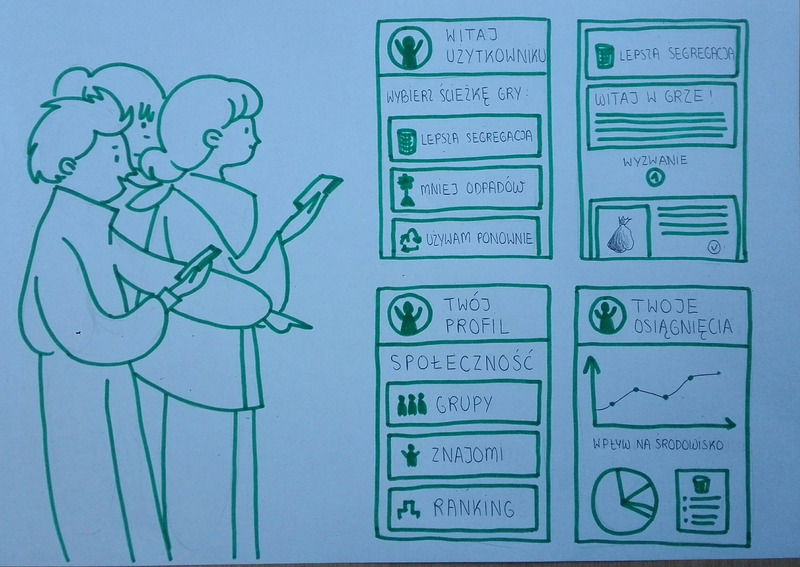 WITAJ
UŻYTKOWNIKU
WYBIERZ ŚCIEŻKĘ GRY:
LEPSZA SEGREGACJA
MNIEJ ODPADÓW
UŻYWAM PONOWNIE
LEPSZA SEGREGACJA
WITAJ W GRZE!
WYZWANIE
1
TWÓJ
PROFIL
SPOŁECZNOŚĆ
GRUPY
ZNAJOMI
RANKING
TWOJE
OSIĄGNIĘCIA
WPŁYW NA ŚRODOWISKO